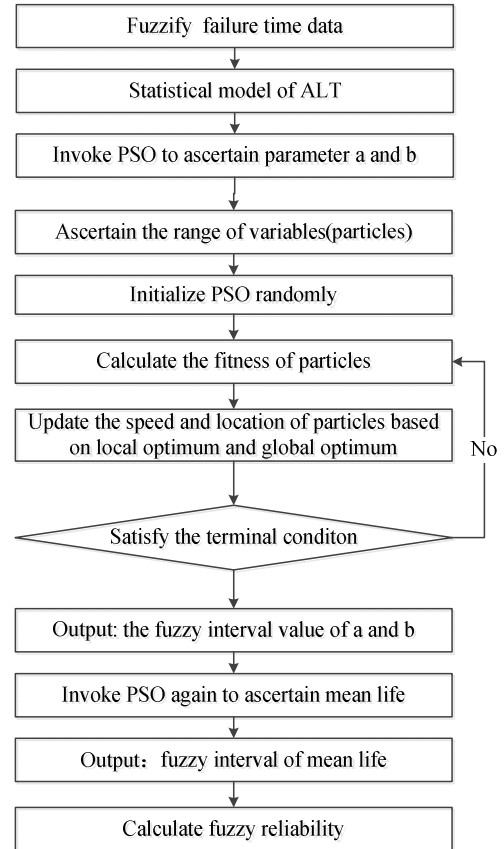 Fuzzify failure time data
Statistical model of ALT
Invoke PSO to ascertain parameter a and b
Ascertain the range of variables(particles)
Initialize PSO randomly
Calculate the fitness of particles
Update the speed and location of particles based
on local optimum and global optimum
No
Satisfy the terminal conditon
Output: the fuzzy interval value of a and b
Invoke PSO again to ascertain mean life
Output：fuzzy interval of mean life
Calculate fuzzy reliability